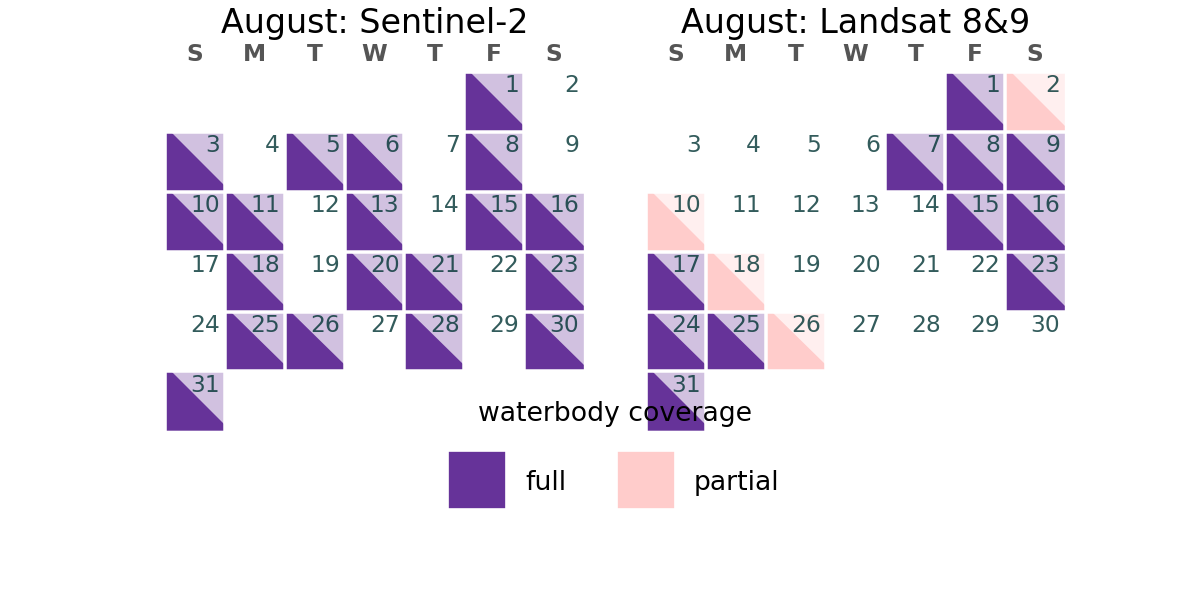 August: Sentinel-2
S M T W T F S
1 2
3 4 5 6 7 8 9
10 11 12 13 14 15 16
17 18 19 20 21 22 23
24 25 26 27 28 29 30
31
August: Landsat 8&9
S M T W T F S
1 2
3 4 5 6 7 8 9
10 11 12 13 14 15 16
17 18 19 20 21 22 23
24 25 26 27 28 29 30
31
waterbody coverage
full
partial